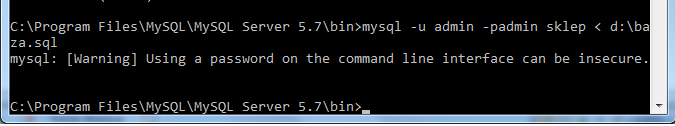 C:\Program Files\MySQL\MySQL Server 5.7\bin>mysql -u admin -padmin sklep < d:\ba
za.sql
mysql: [Warning] Using a password on the command line interface can be insecure.
C:\Program Files\MySQL\MySQL Server 5.7\bin>_